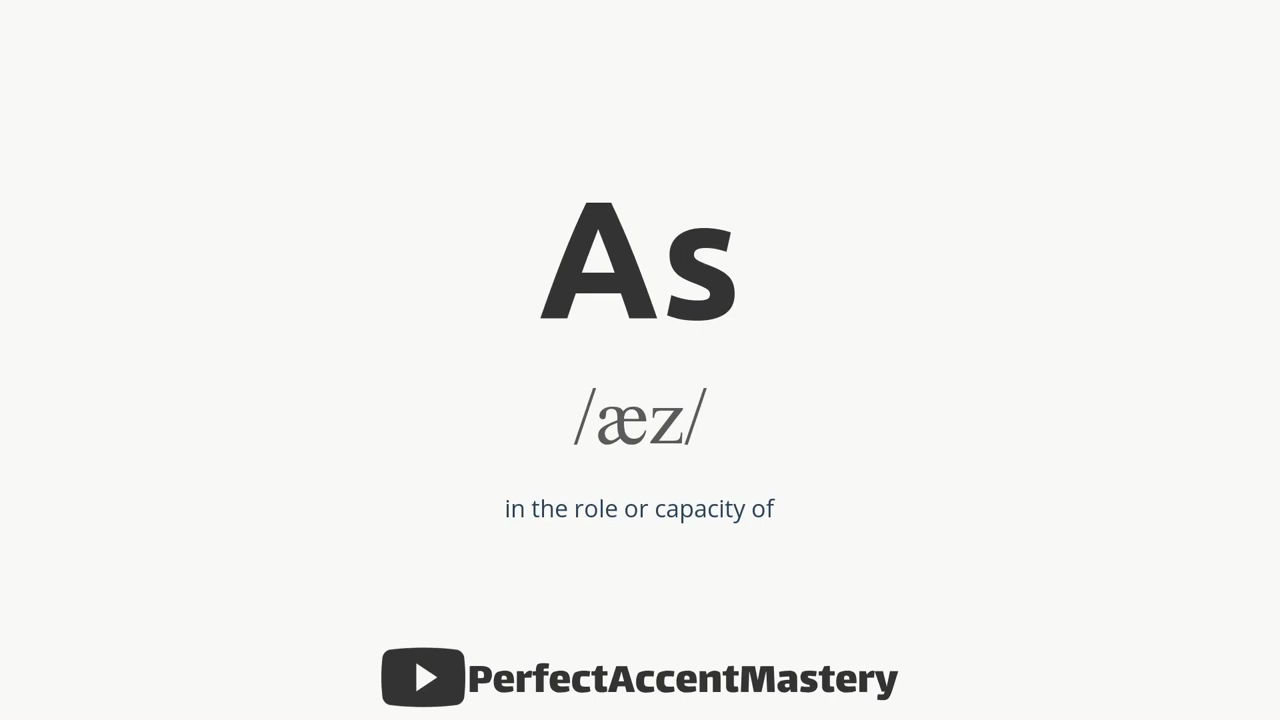 As
/æz/
in the role or capacity of
PerfectAccentMastery